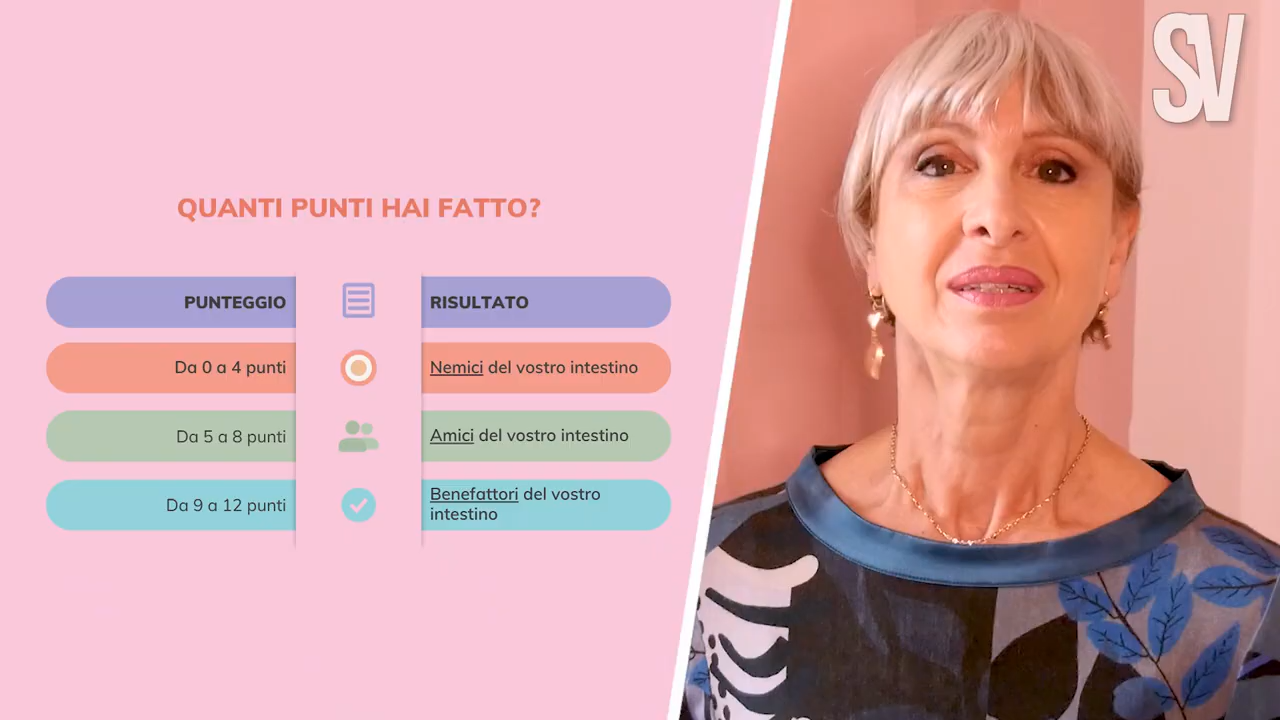 SV
QUANTI PUNTI HAI FATTO?
PUNTEGGIO RISULTATO
Da 0 a 4 punti Nemici del vostro intestino
Da 5 a 8 punti Amici del vostro intestino
Da 9 a 12 punti Benefattori del vostro
intestino